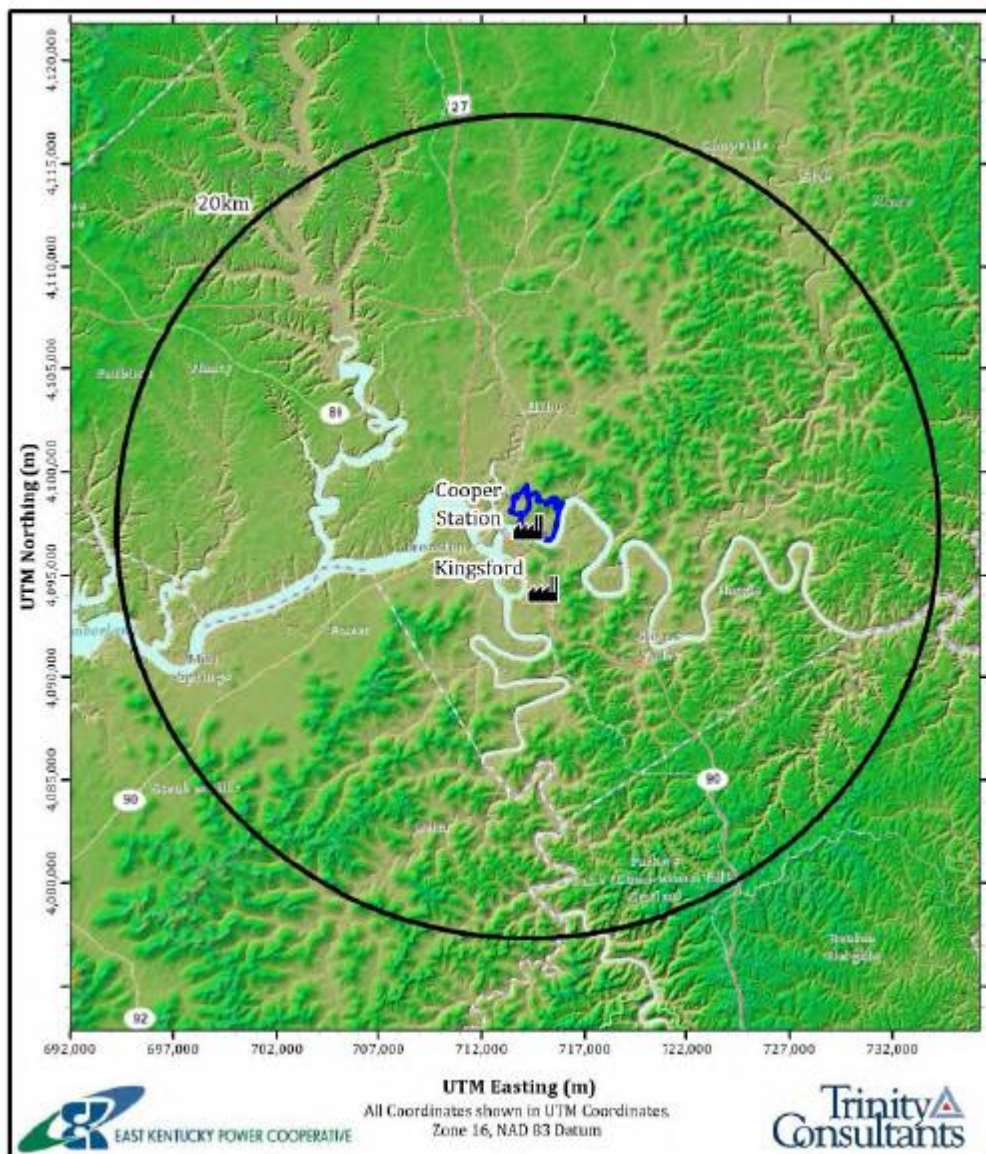 27
20km
80
Cooper
Station
Kingsford
Nancy
Mill
Springs
90
90
92
UTM Northing (m)
4,120,000
4,115,000
4,110,000
4,105,000
4,100,000
4,095,000
4,090,000
4,085,000
4,080,000
692,000 697,000 702,000 707,000 712,000 717,000 722,000 727,000 732,000
UTM Easting (m)
All Coordinates shown in UTM Coordinates.
Zone 16, NAD 83 Datum
EAST KENTUCKY POWER COOPERATIVE
Trinity
Consultants